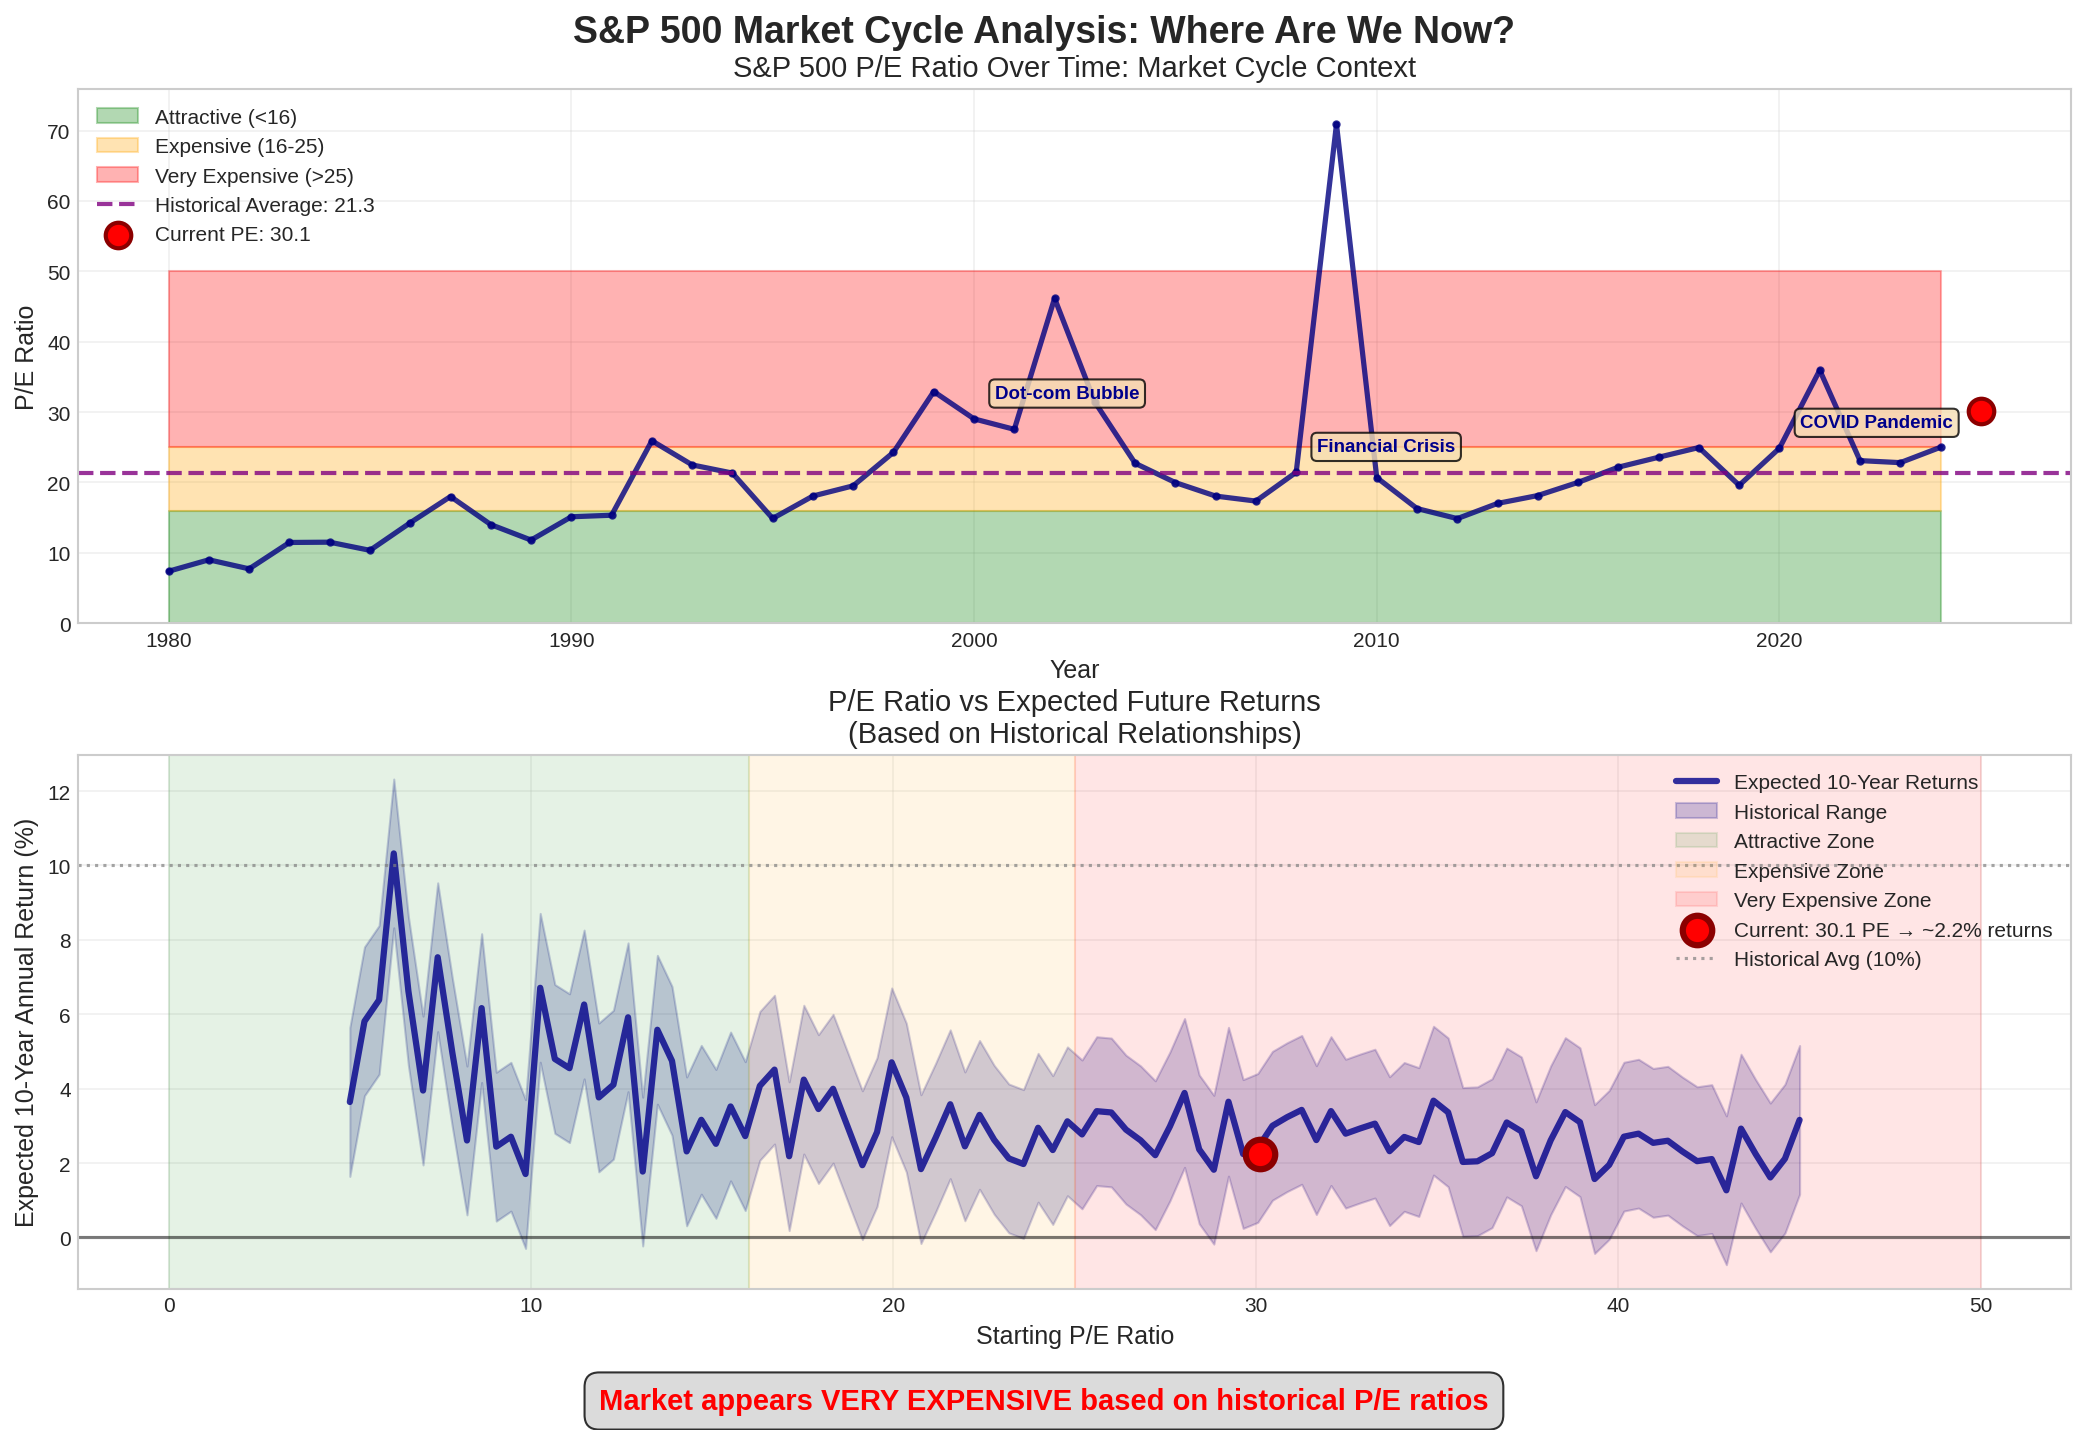 S&P 500 Market Cycle Analysis: Where Are We Now?
S&P 500 P/E Ratio Over Time: Market Cycle Context
Attractive (<16)
Expensive (16-25)
Very Expensive (>25)
Historical Average: 21.3
Current PE: 30.1
P/E Ratio
70
60
50
40
30
20
10
0
Dot-com Bubble
Financial Crisis
COVID Pandemic
1980
1990
2000
2010
2020
Year
P/E Ratio vs Expected Future Returns
(Based on Historical Relationships)
Expected 10-Year Returns
Historical Range
Attractive Zone
Expensive Zone
Very Expensive Zone
Current: 30.1 PE → ~2.2% returns
Historical Avg (10%)
Expected 10-Year Annual Return (%)
12
10
8
6
4
2
0
0
10
20
30
40
50
Starting P/E Ratio
Market appears VERY EXPENSIVE based on historical P/E ratios